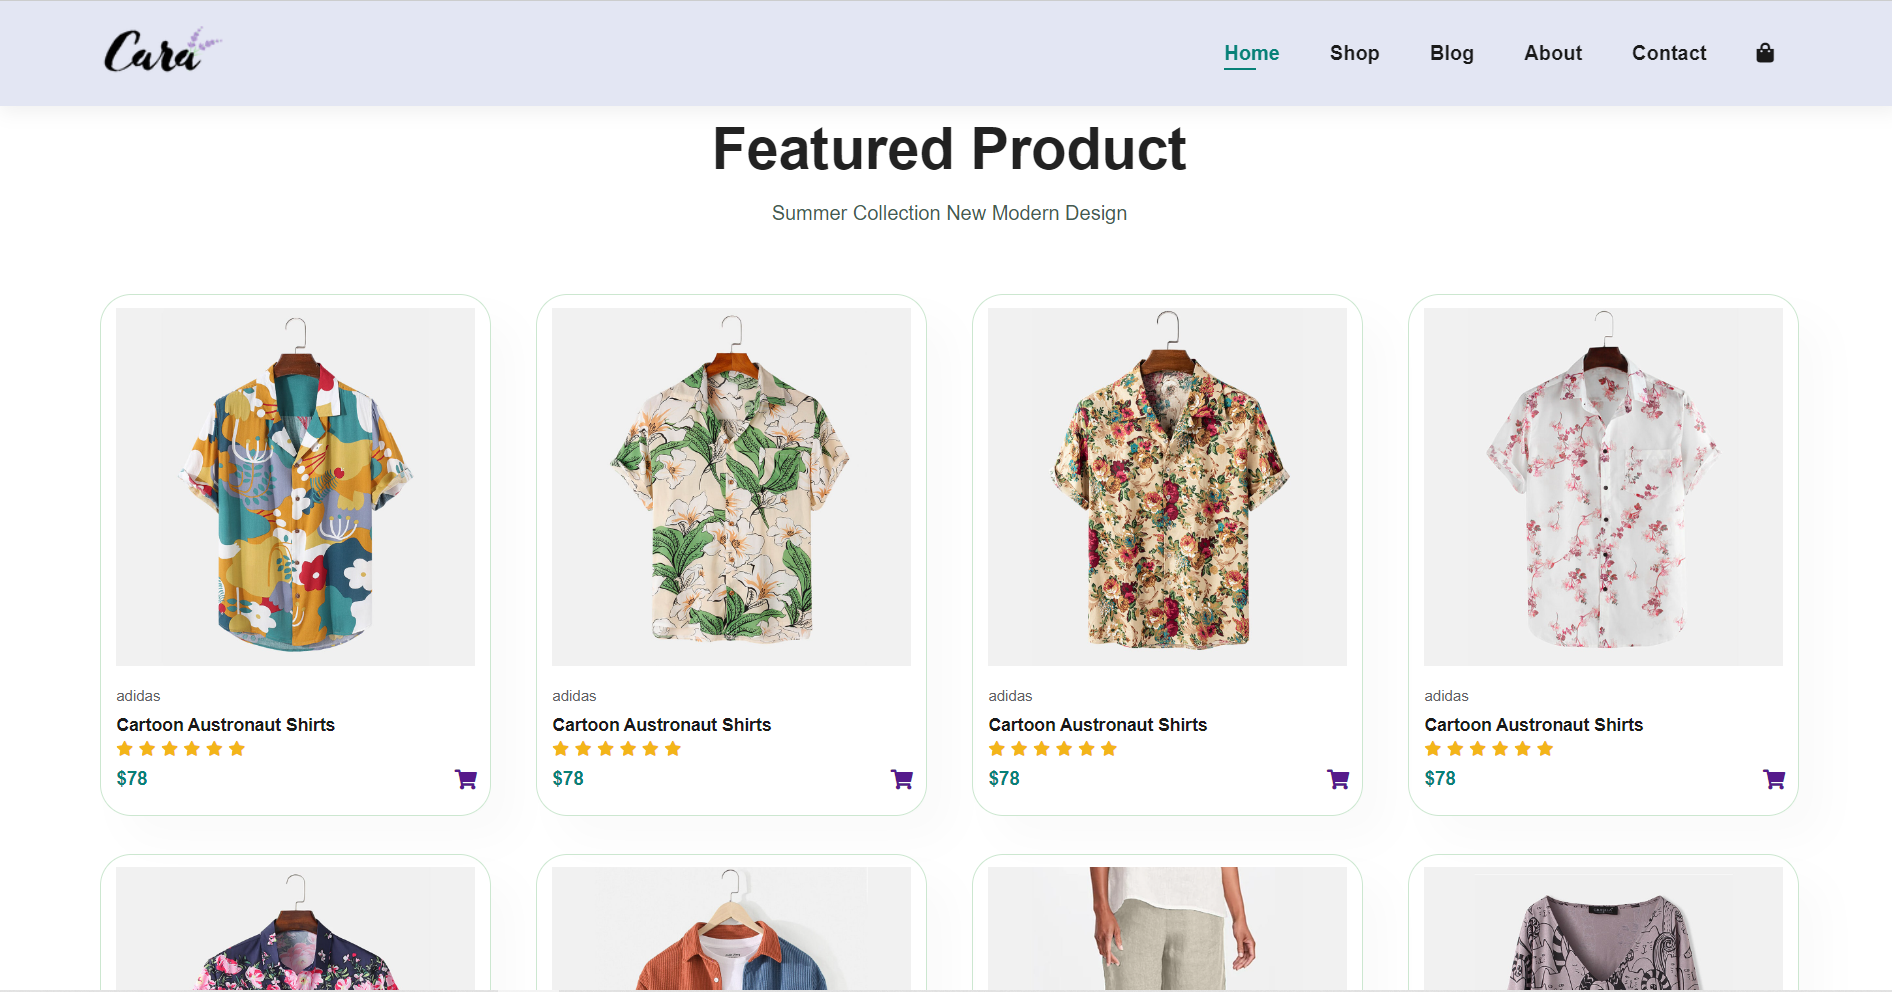 Cara
Home Shop Blog About Contact
Featured Product
Summer Collection New Modern Design
adidas
Cartoon Austronaut Shirts
$78
adidas
Cartoon Austronaut Shirts
$78
adidas
Cartoon Austronaut Shirts
$78
adidas
Cartoon Austronaut Shirts
$78